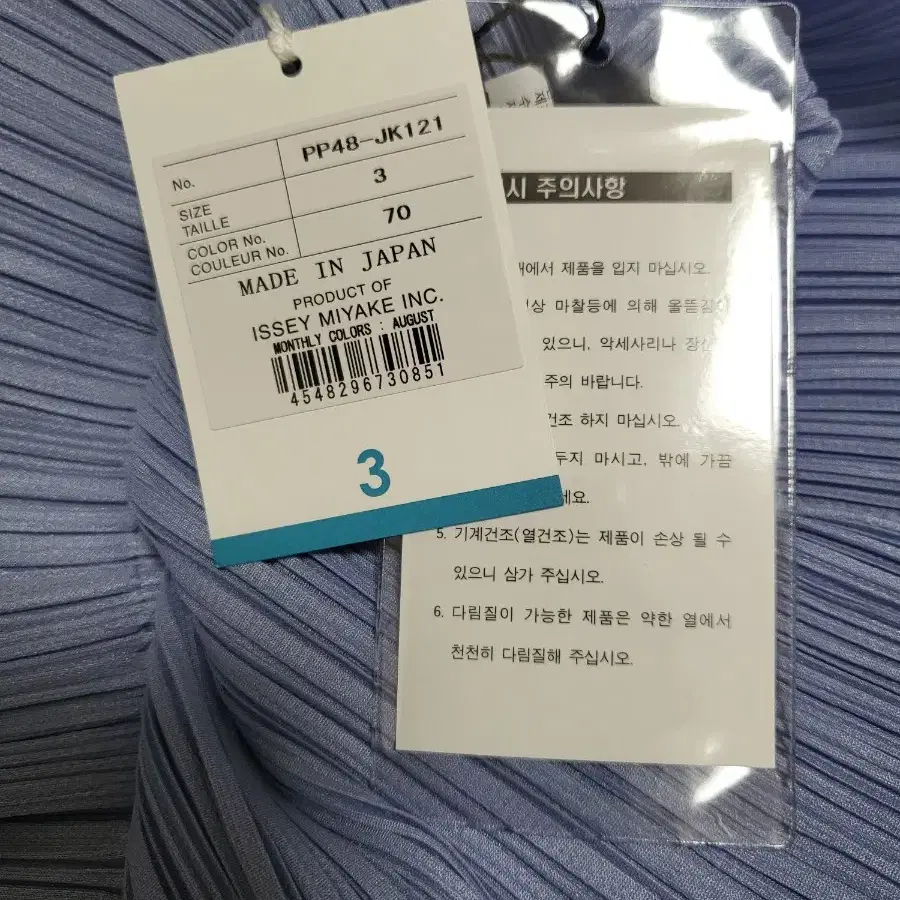 No. PP48-JK121
SIZE
TAILLE 3
COLOR No.
COULEUR No. 70
MADE IN JAPAN
PRODUCT OF
ISSEY MIYAKE INC.
MONTHLY COLORS : AUGUST
4548296730851
3
시 주의사항
에서 제품을 입지 마십시오.
마찰등에 의해 올뜯김
있으니, 악세사리나
주의 바랍니다.
하지 마십시오.
두지 마시고, 밖에 가끔
5. 기계건조(열건조)는 제품이 손상 될 수
있으니 삼가 주십시오.
6. 다림질이 가능한 제품은 약한 열에서
천천히 다림질해 주십시오.